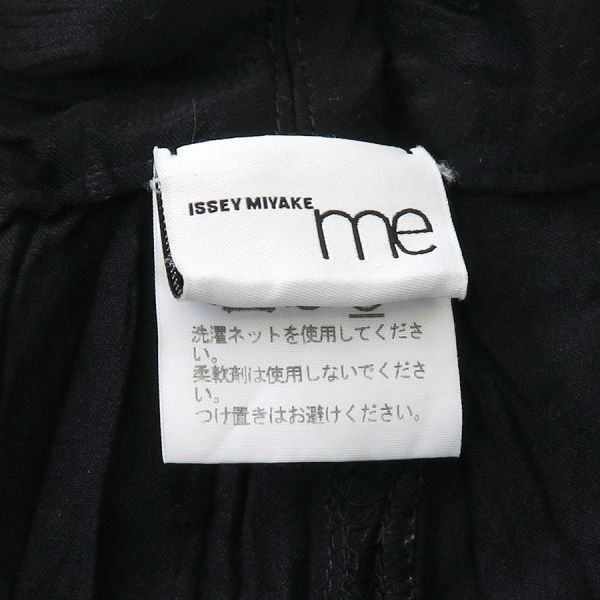 ISSEY MIYAKE me
洗濯ネットを使用してくださ
い。
柔軟剤は使用しないでくださ
い。
つけ置きはお避けください。